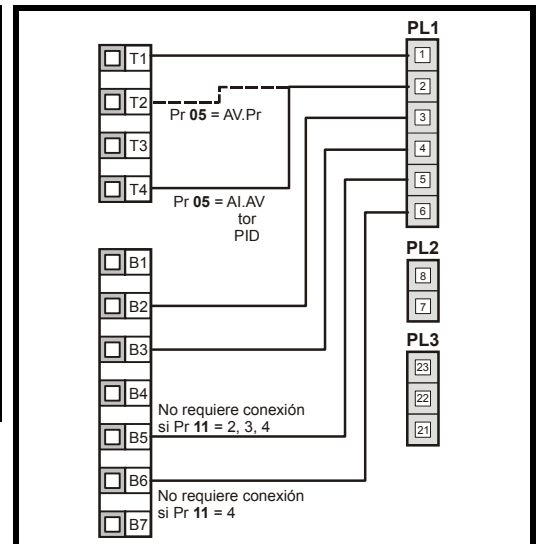 PL1
T1
1
T2
2
Pr 05 = AV.Pr
3
T3
4
T4
5
Pr 05 = AI.AV
tor
PID
6
PL2
B1
8
B2
7
PL3
B3
23
B4
22
No requiere conexión
si Pr 11 = 2, 3, 4
B5
21
B6
No requiere conexión
si Pr 11 = 4
B7